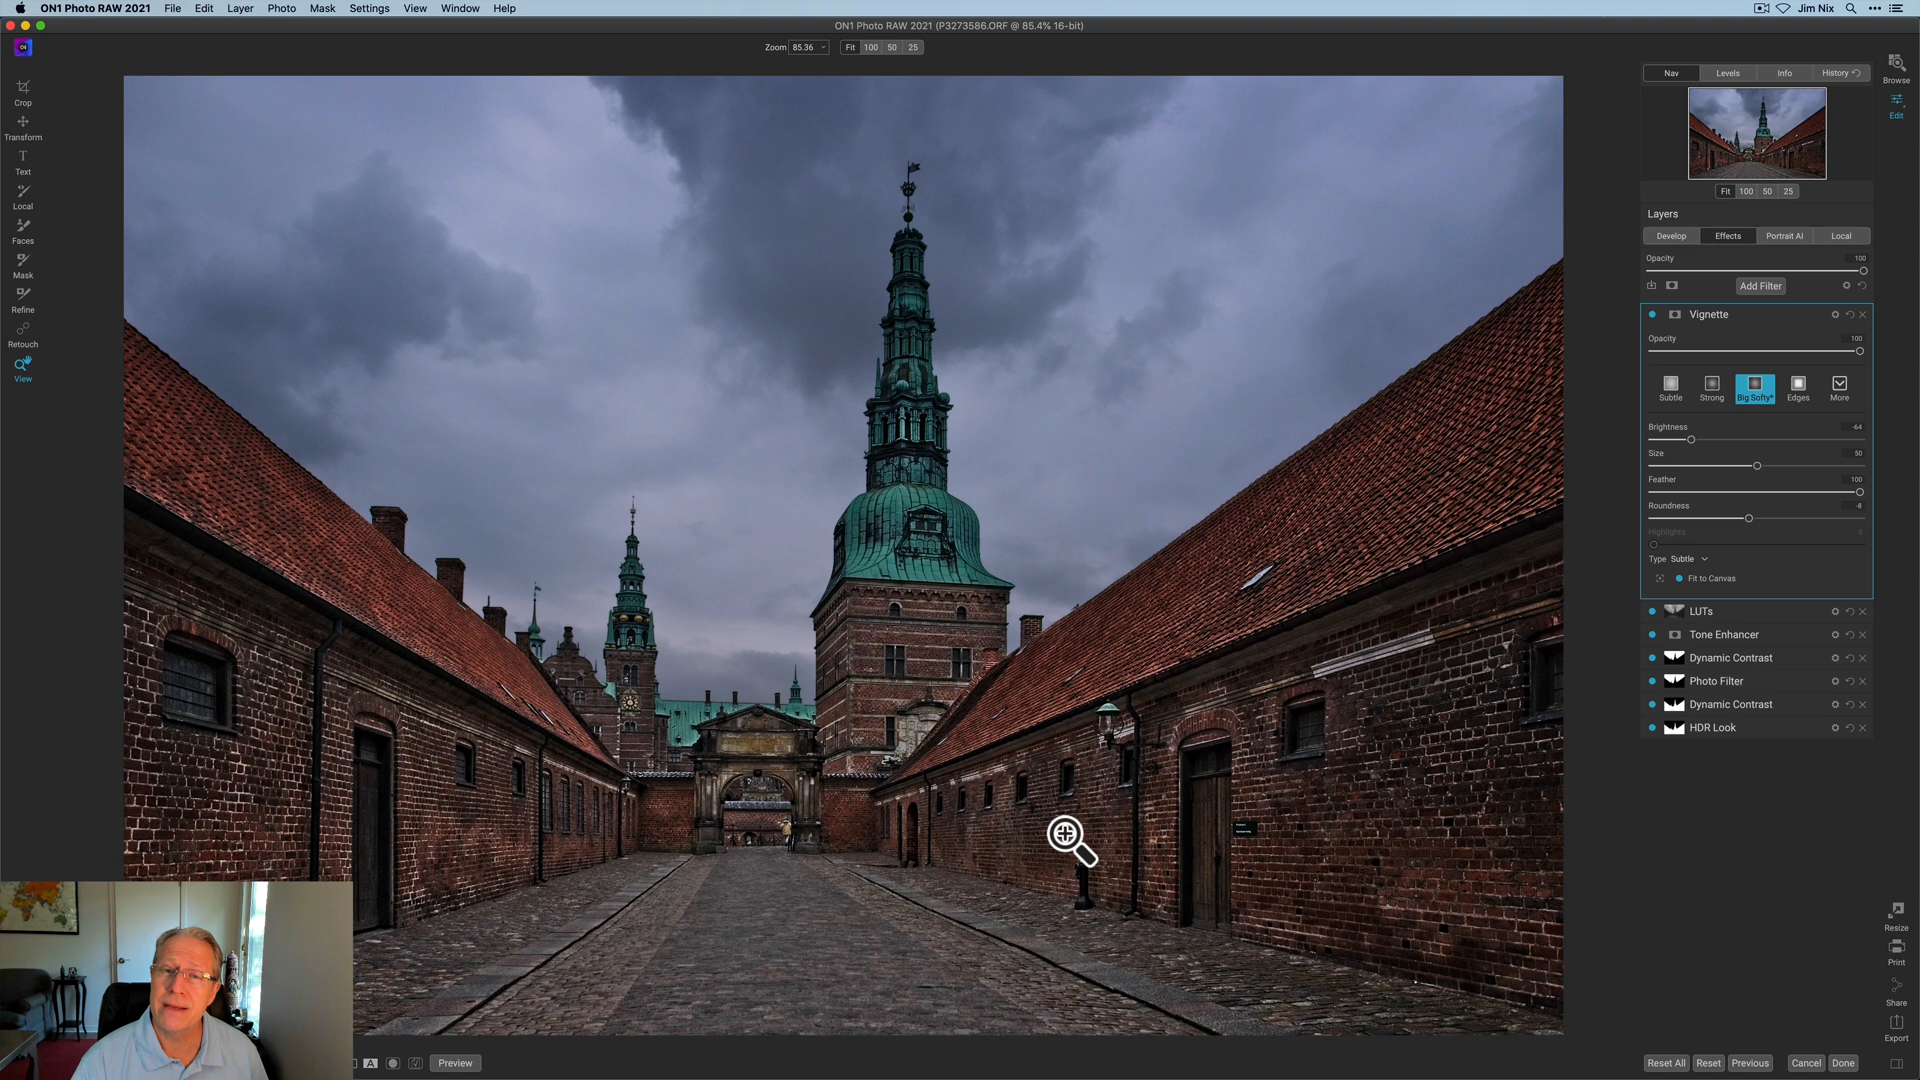 ON1 Photo RAW 2021 File Edit Layer Photo Mask Settings View Window Help Jim Nix
ON1 Photo RAW 2021 (P3273586.ORF @ 85.4% 16-bit)
Zoom 85.36 Fit 100 50 25
Crop
Transform
Text
Local
Faces
Mask
Refine
Retouch
View
Nav Levels Info History
Browse
Edit
Fit 100 50 25
Layers
Develop Effects Portrait AI Local
Opacity 100
Add Filter
Vignette
Opacity 100
Subtle Strong Big Softy* Edges More
Brightness -64
Size 50
Feather 100
Roundness -8
Highlights 0
Type Subtle
Fit to Canvas
LUTs
Tone Enhancer
Dynamic Contrast
Photo Filter
Dynamic Contrast
HDR Look
Resize
Print
Share
Export
A Preview
Reset All Reset Previous Cancel Done